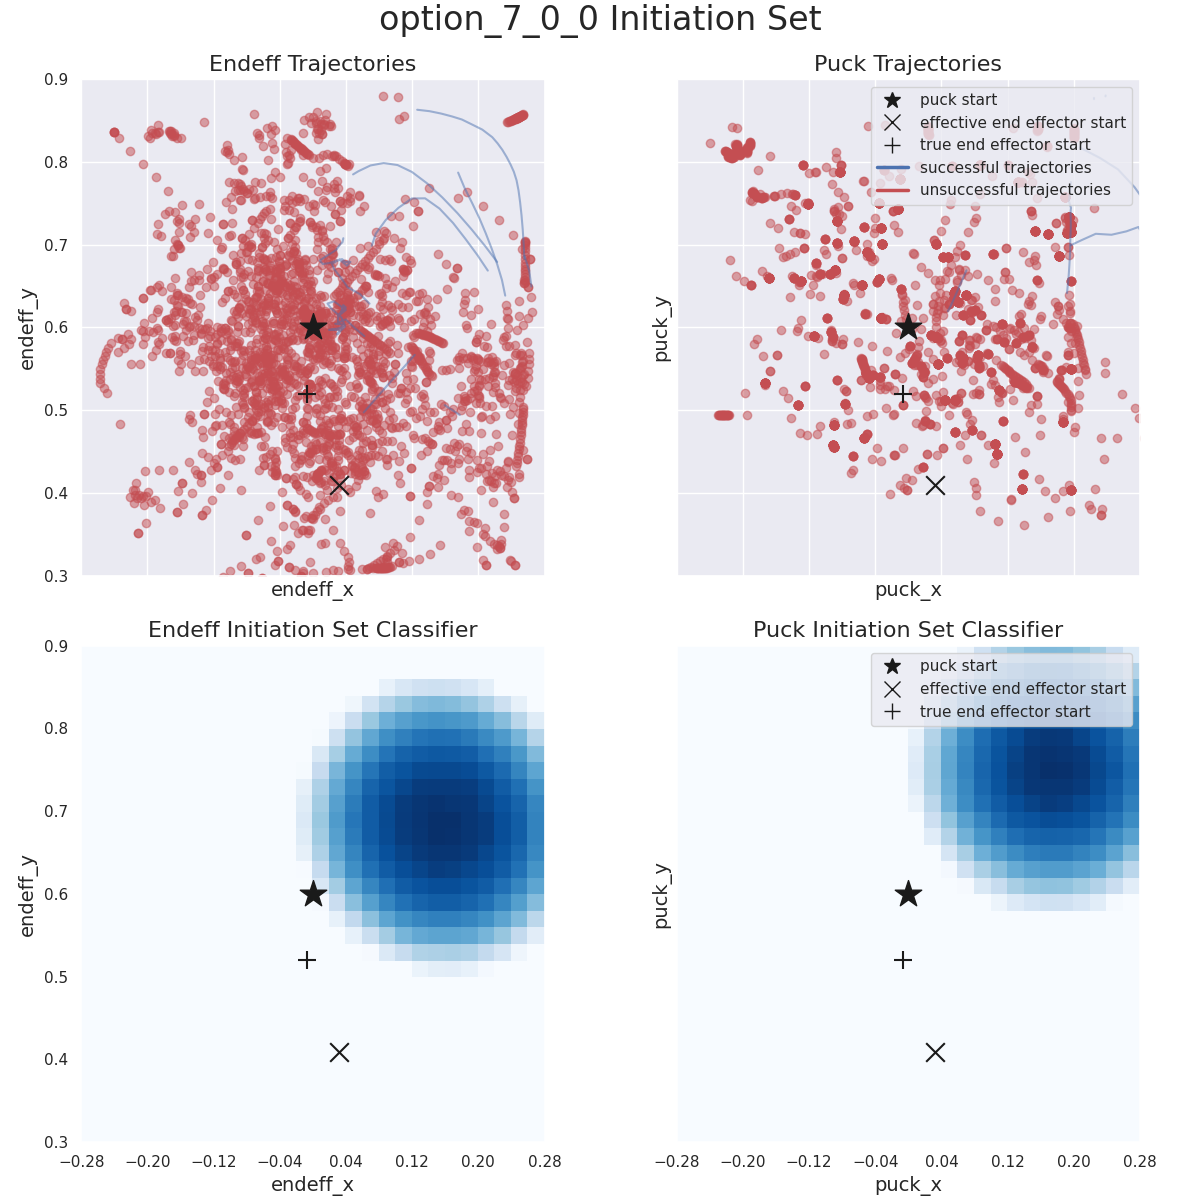 option_7_0_0 Initiation Set
Endeff Trajectories
0.9
0.8
0.7
0.6
0.5
0.4
0.3
endeff_y
endeff_x
Puck Trajectories
puck start
effective end effector start
true end effector start
successful trajectories
unsuccessful trajectories
puck_y
puck_x
Endeff Initiation Set Classifier
0.9
0.8
0.7
0.6
0.5
0.4
0.3
endeff_y
−0.28 −0.20 −0.12 −0.04 0.04 0.12 0.20 0.28
endeff_x
Puck Initiation Set Classifier
puck start
effective end effector start
true end effector start
puck_y
−0.28 −0.20 −0.12 −0.04 0.04 0.12 0.20 0.28
puck_x